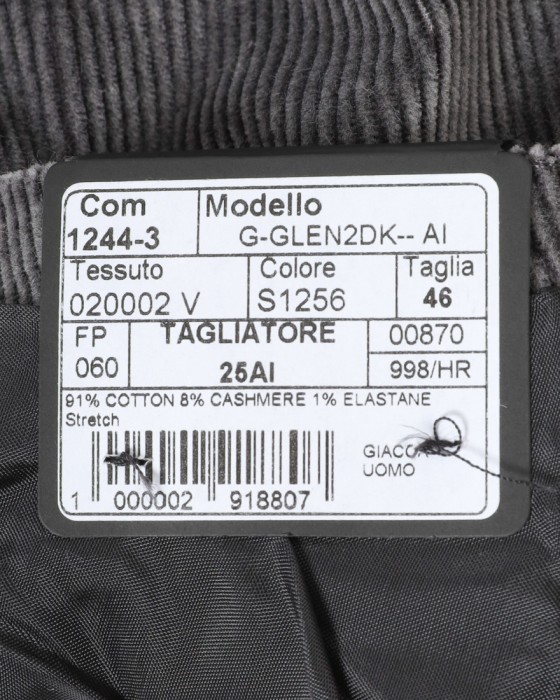 Com
Modello
1244-3
G-GLEN2DK-- AI
Tessuto
Colore
Taglia
020002 V
S1256
46
FP
TAGLIATORE
00870
060
25AI
998/HR
91% COTTON 8% CASHMERE 1% ELASTANE
Stretch
GIACCA
UOMO
1 000002 918807